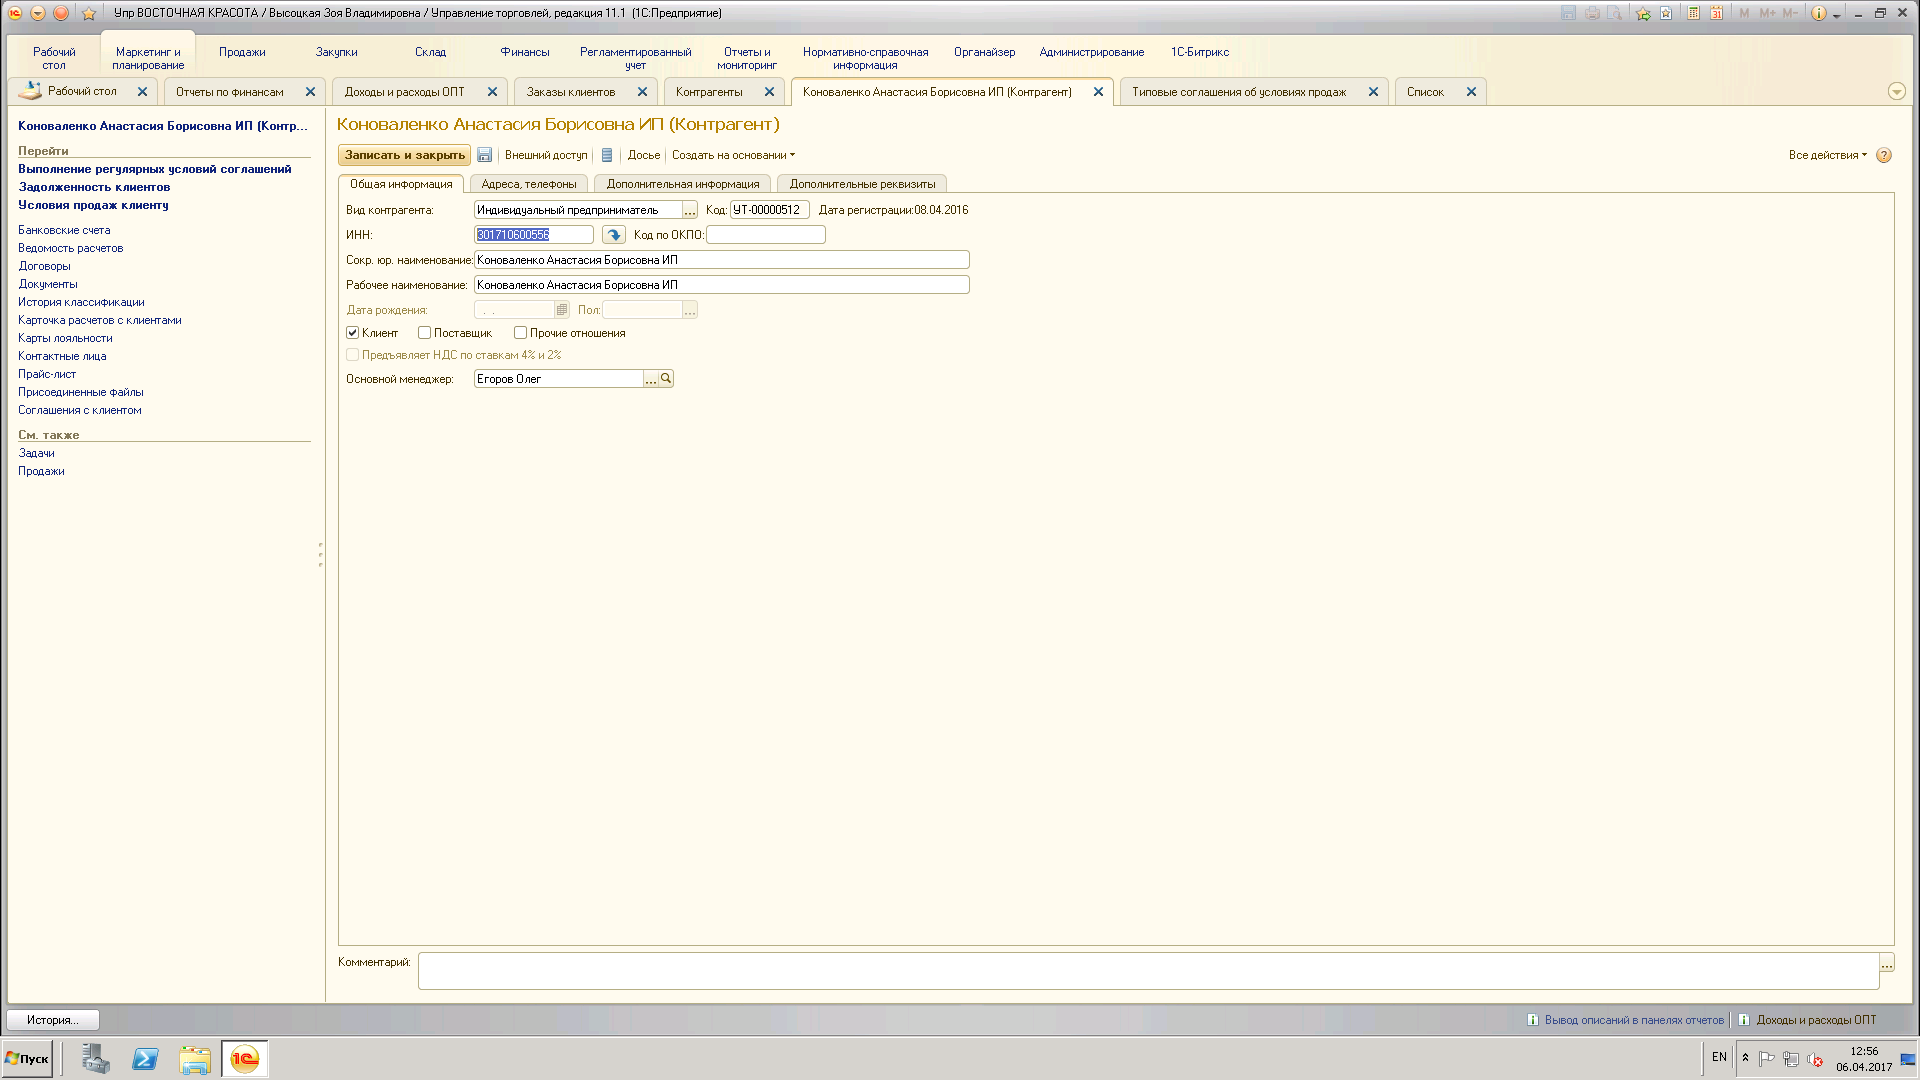 Упр ВОСТОЧНАЯ КРАСОТА / Высоцкая Зоя Владимировна / Управление торговлей, редакция 11.1 (1С:Предприятие)
M M+ M-
Рабочий стол
Маркетинг и планирование
Продажи
Закупки
Склад
Финансы
Регламентированный учет
Отчеты и мониторинг
Нормативно-справочная информация
Органайзер
Администрирование
1С-Битрикс
Рабочий стол
Отчеты по финансам
Доходы и расходы ОПТ
Заказы клиентов
Контрагенты
Коноваленко Анастасия Борисовна ИП (Контрагент)
Типовые соглашения об условиях продаж
Список
Коноваленко Анастасия Борисовна ИП (Контр...
Перейти
Выполнение регулярных условий соглашений
Задолженность клиентов
Условия продаж клиенту
Банковские счета
Ведомость расчетов
Договоры
Документы
История классификации
Карточка расчетов с клиентами
Карты лояльности
Контактные лица
Прайс-лист
Присоединенные файлы
Соглашения с клиентом
См. также
Задачи
Продажи
Коноваленко Анастасия Борисовна ИП (Контрагент)
Записать и закрыть
Внешний доступ
Досье
Создать на основании
Все действия
Общая информация
Адреса, телефоны
Дополнительная информация
Дополнительные реквизиты
Вид контрагента: Индивидуальный предприниматель ... Код: УТ-00000512 Дата регистрации:08.04.2016
ИНН: 301710600556 Код по ОКПО:
Сокр. юр. наименование: Коноваленко Анастасия Борисовна ИП
Рабочее наименование: Коноваленко Анастасия Борисовна ИП
Дата рождения: . . Пол: ...
Клиент Поставщик Прочие отношения
Предъявляет НДС по ставкам 4% и 2%
Основной менеджер: Егоров Олег ...
Комментарий: ...
История...
Вывод описаний в панелях отчетов
Доходы и расходы ОПТ
Пуск
EN
12:56
06.04.2017